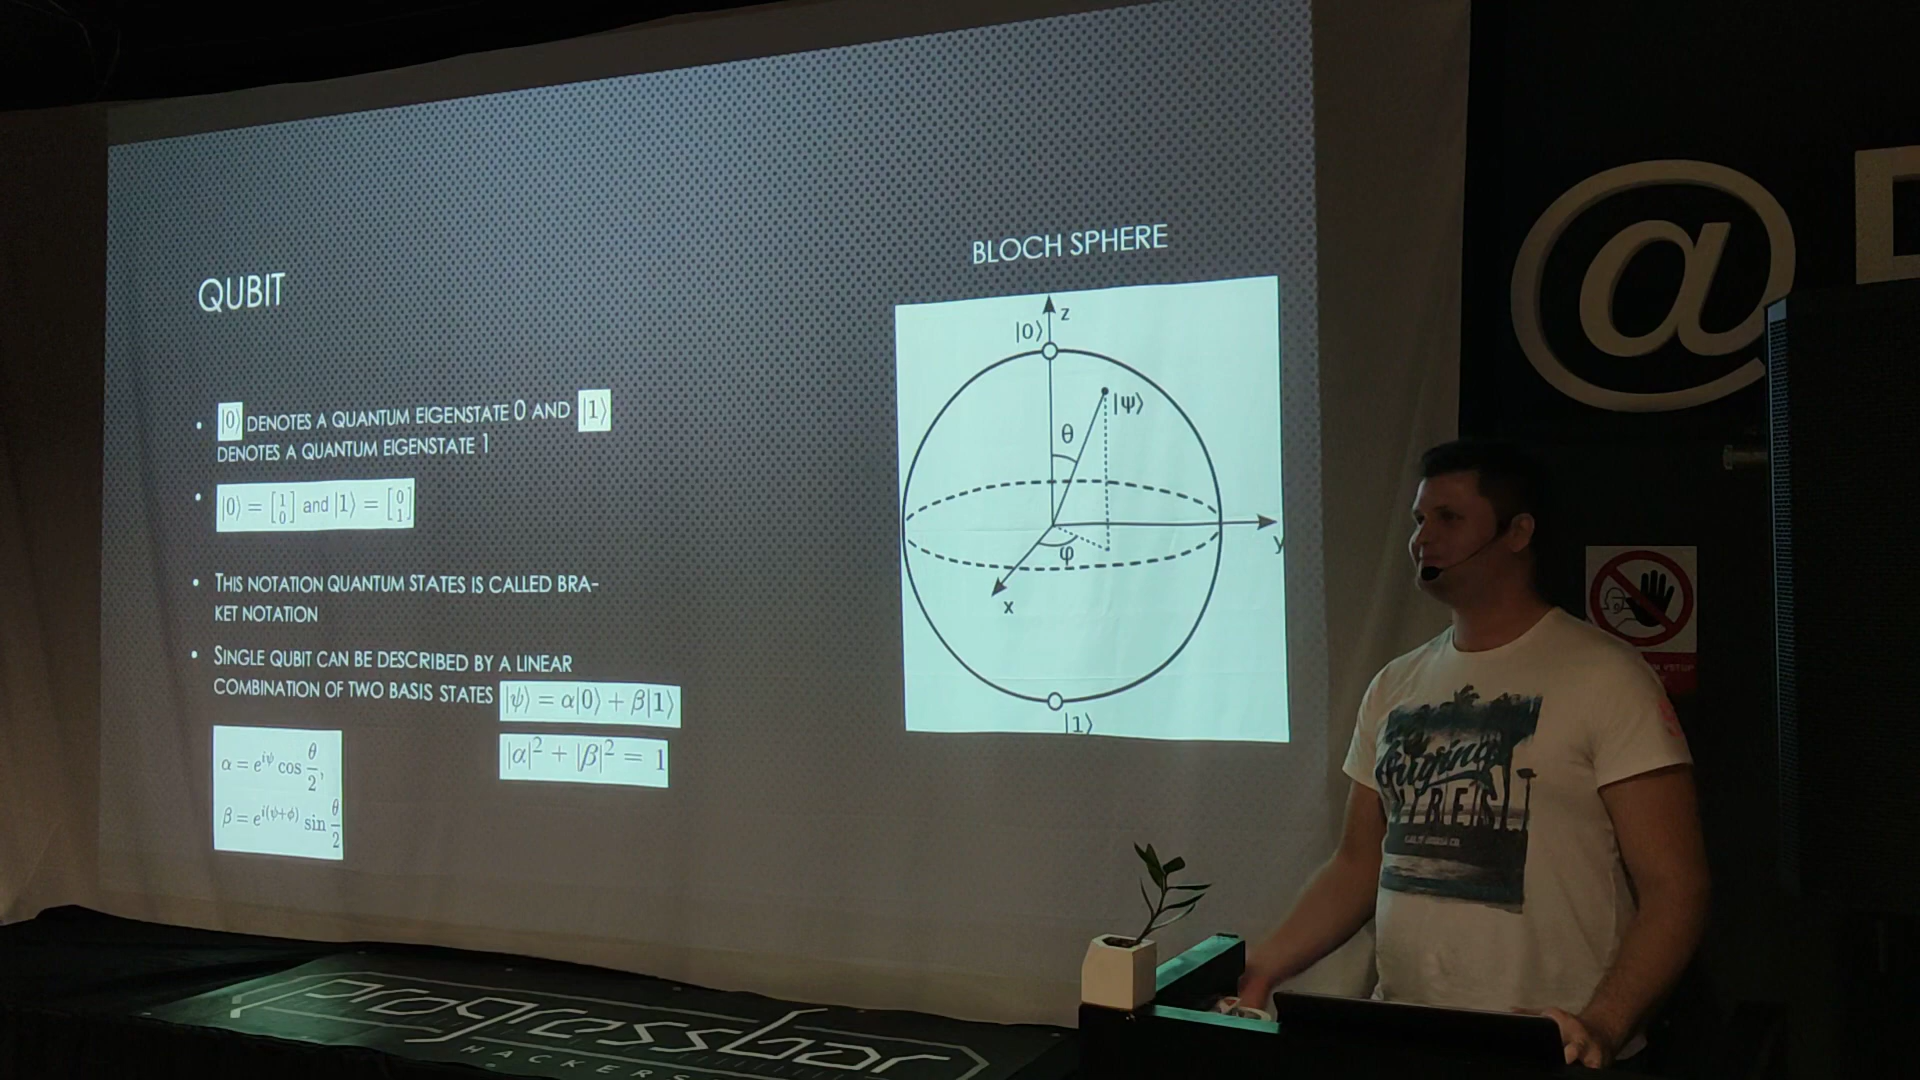 QUBIT
|0⟩ DENOTES A QUANTUM EIGENSTATE 0 AND |1⟩
DENOTES A QUANTUM EIGENSTATE 1
|0⟩ = [1 0] and |1⟩ = [0 1]
THIS NOTATION QUANTUM STATES IS CALLED BRA-
KET NOTATION
SINGLE QUBIT CAN BE DESCRIBED BY A LINEAR
COMBINATION OF TWO BASIS STATES |ψ⟩ = α|0⟩ + β|1⟩
|α|² + |β|² = 1
α = e^{iψ} cos θ/2,
β = e^{i(ψ+ϕ)} sin θ/2
BLOCH SPHERE
z
|0⟩
|ψ⟩
θ
φ
y
x
|1⟩
@
Original
progressbar